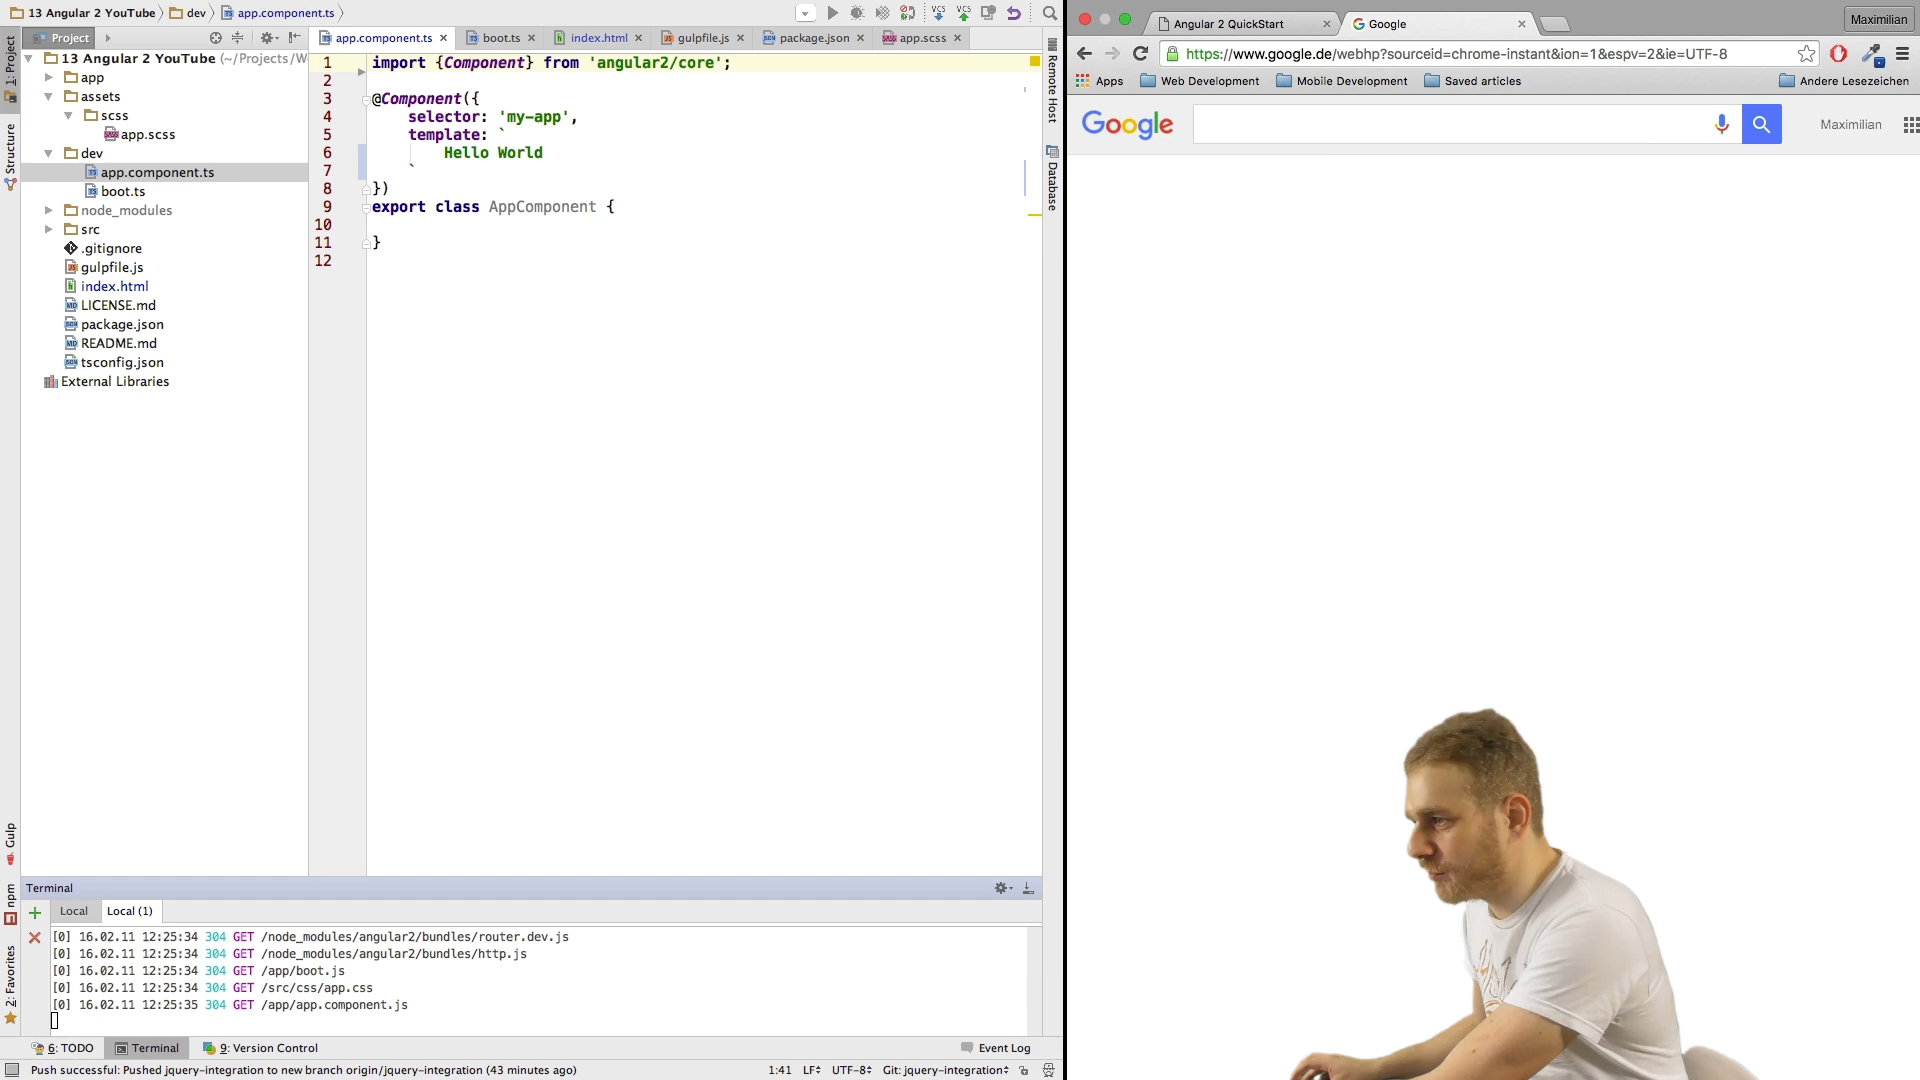 13 Angular 2 YouTube dev app.component.ts
Project
app.component.ts boot.ts index.html gulpfile.js package.json app.scss
13 Angular 2 YouTube (~/Projects/W
app
assets
scss
app.scss
dev
app.component.ts
boot.ts
node_modules
src
.gitignore
gulpfile.js
index.html
LICENSE.md
package.json
README.md
tsconfig.json
External Libraries
1: Project
Structure
Gulp
npm
2: Favorites
1 import {Component} from 'angular2/core';
2
3 @Component({
4 selector: 'my-app',
5 template: `
6 Hello World
7 `
8 })
9 export class AppComponent {
10
11 }
12
Remote Host
Database
Terminal
Local Local (1)
[0] 16.02.11 12:25:34 304 GET /node_modules/angular2/bundles/router.dev.js
[0] 16.02.11 12:25:34 304 GET /node_modules/angular2/bundles/http.js
[0] 16.02.11 12:25:34 304 GET /app/boot.js
[0] 16.02.11 12:25:34 304 GET /src/css/app.css
[0] 16.02.11 12:25:35 304 GET /app/app.component.js
6: TODO Terminal 9: Version Control Event Log
Push successful: Pushed jquery-integration to new branch origin/jquery-integration (43 minutes ago) 1:41 LF UTF-8 Git: jquery-integration
Angular 2 QuickStart Google Maximilian
https://www.google.de/webhp?sourceid=chrome-instant&ion=1&espv=2&ie=UTF-8
Apps Web Development Mobile Development Saved articles Andere Lesezeichen
Google Maximilian